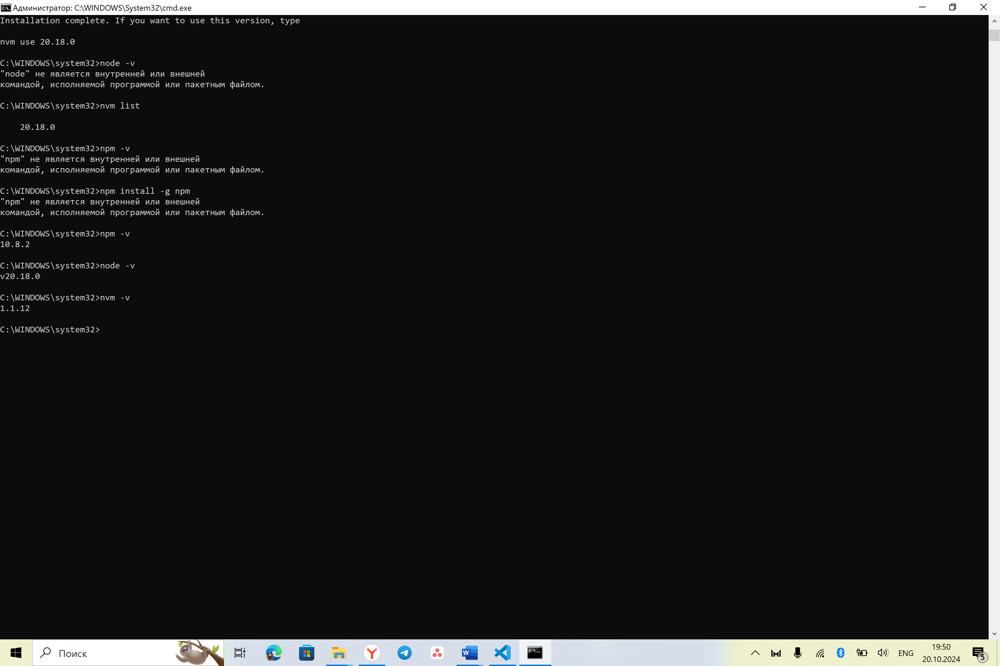 Администратор: C:\WINDOWS\System32\cmd.exe
Installation complete. If you want to use this version, type
nvm use 20.18.0
C:\WINDOWS\system32>node -v
"node" не является внутренней или внешней
командой, исполняемой программой или пакетным файлом.
C:\WINDOWS\system32>nvm list
20.18.0
C:\WINDOWS\system32>npm -v
"npm" не является внутренней или внешней
командой, исполняемой программой или пакетным файлом.
C:\WINDOWS\system32>npm install -g npm
"npm" не является внутренней или внешней
командой, исполняемой программой или пакетным файлом.
C:\WINDOWS\system32>npm -v
10.8.2
C:\WINDOWS\system32>node -v
v20.18.0
C:\WINDOWS\system32>nvm -v
1.1.12
C:\WINDOWS\system32>
Поиск
ENG
19:50
20.10.2024
5